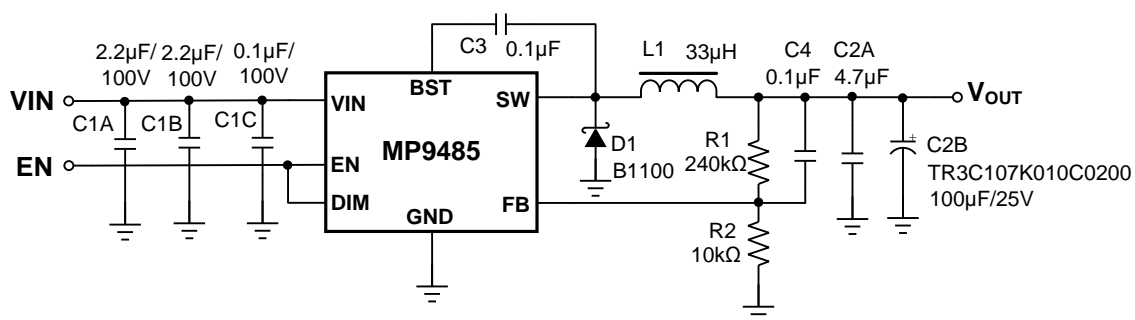 C3 0.1µF
2.2µF/
100V
2.2µF/
100V
0.1µF/
100V
L1 33µH
C4
0.1µF
C2A
4.7µF
VIN
C1A
C1B
C1C
VIN
BST
SW
VOUT
MP9485
D1
B1100
R1
240kΩ
+
C2B
TR3C107K010C0200
100µF/25V
EN
EN
DIM
GND
FB
R2
10kΩ